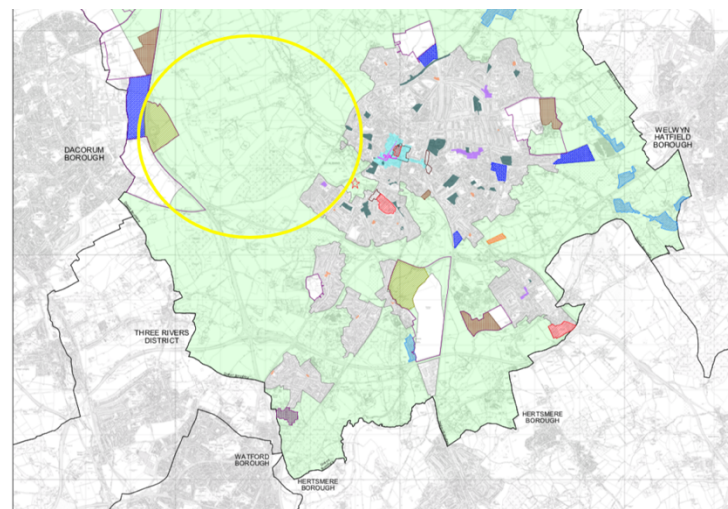 DACORUM
BOROUGH
WELWYN
HATFIELD
BOROUGH
THREE RIVERS
DISTRICT
WATFORD
BOROUGH
HERTSMERE
BOROUGH
HERTSMERE
BOROUGH